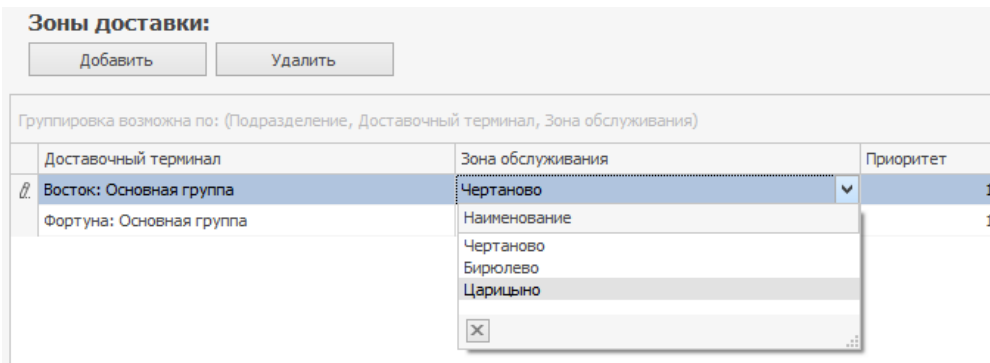 Зоны доставки:
Добавить Удалить
Группировка возможна по: (Подразделение, Доставочный терминал, Зона обслуживания)
Доставочный терминал Зона обслуживания Приоритет
Восток: Основная группа Чертаново 1
Фортуна: Основная группа 1
Наименование
Чертаново
Бирюлево
Царицыно